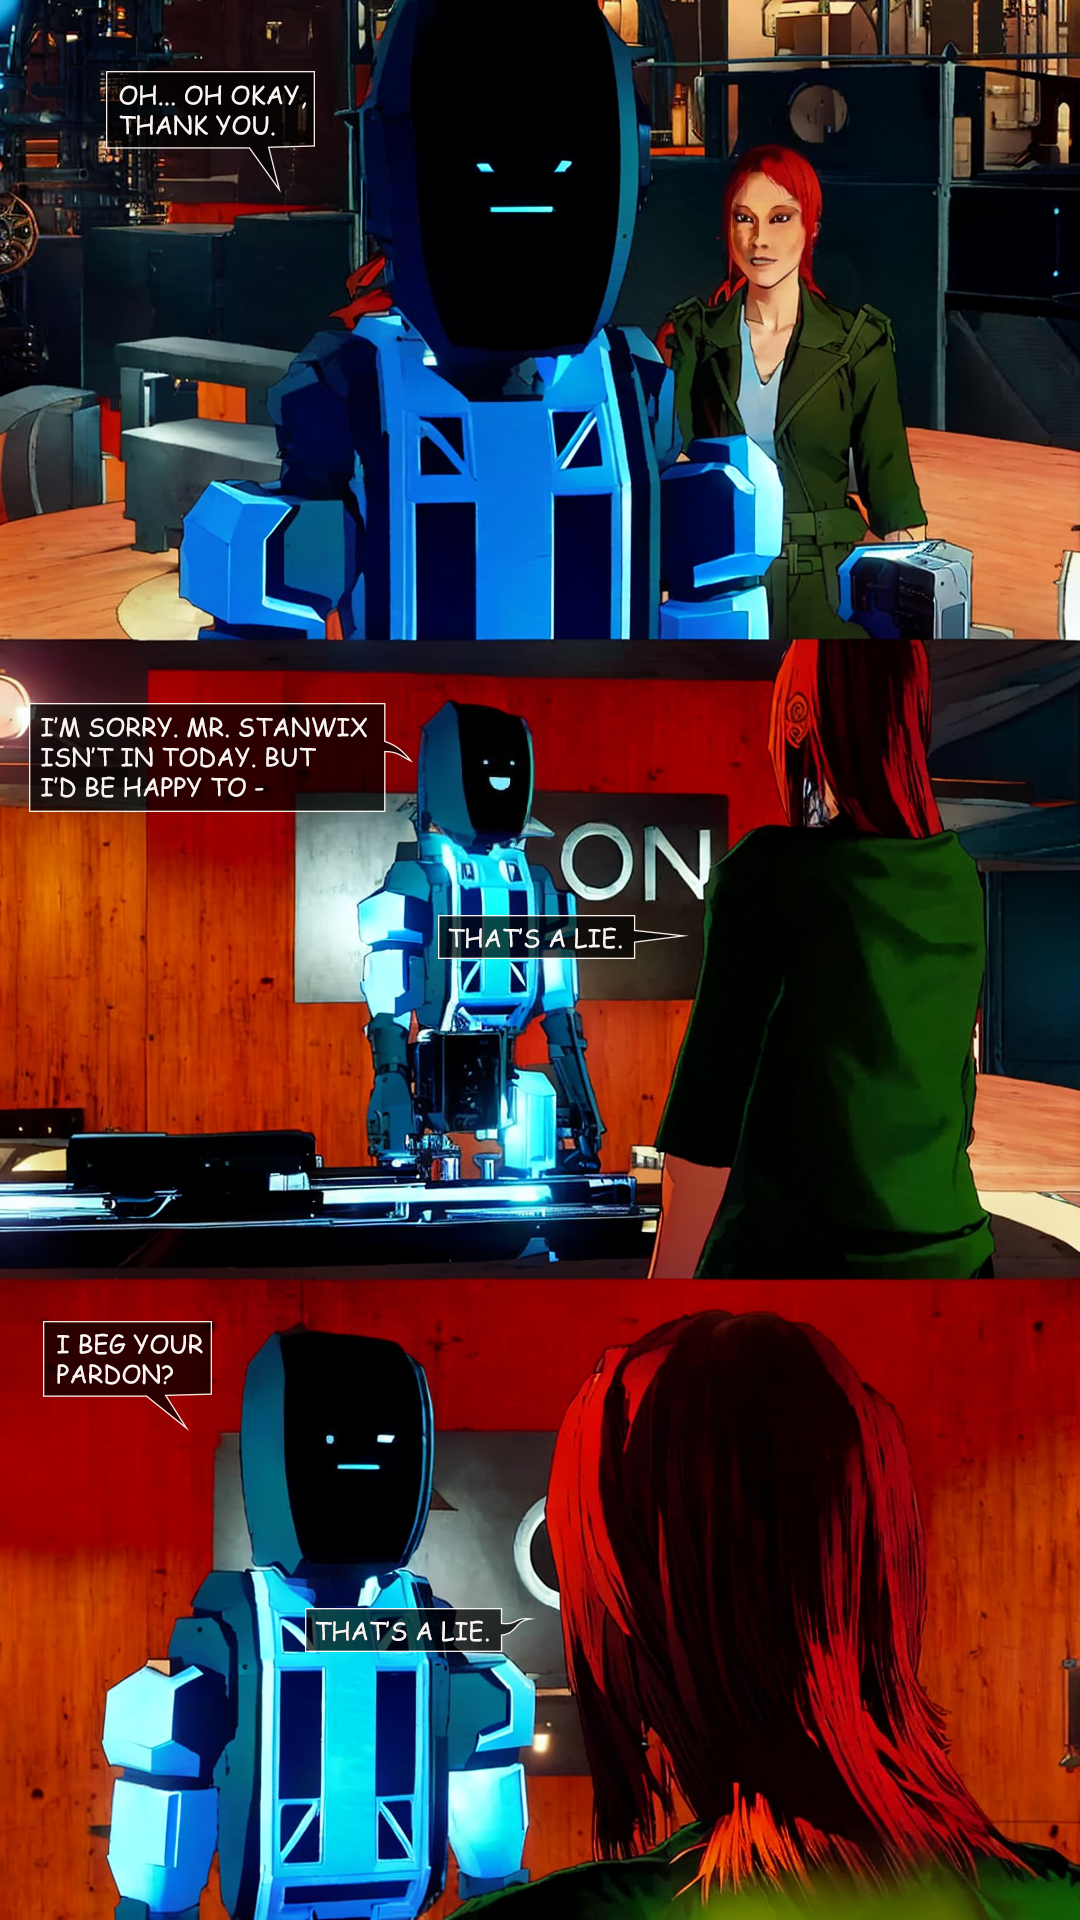 OH... OH OKAY,
THANK YOU.
I'M SORRY. MR. STANWIX
ISN'T IN TODAY. BUT
I'D BE HAPPY TO -
ON
THAT'S A LIE.
I BEG YOUR
PARDON?
THAT'S A LIE.